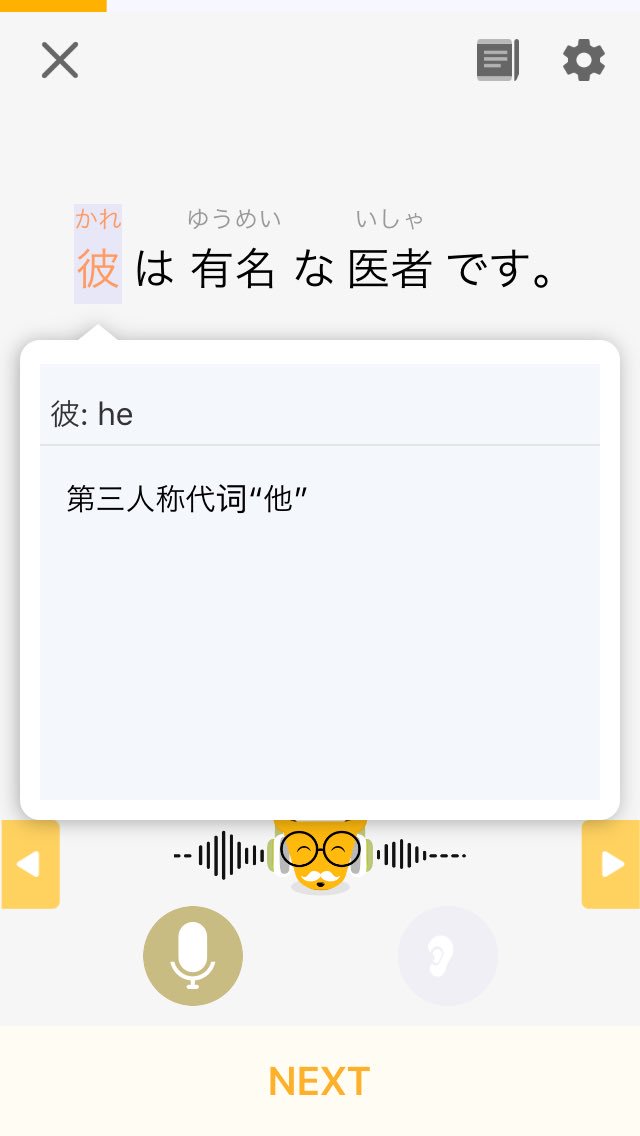 かれ ゆうめい いしゃ
彼 は 有名 な 医者 です。
彼: he
第三人称代词“他”
NEXT